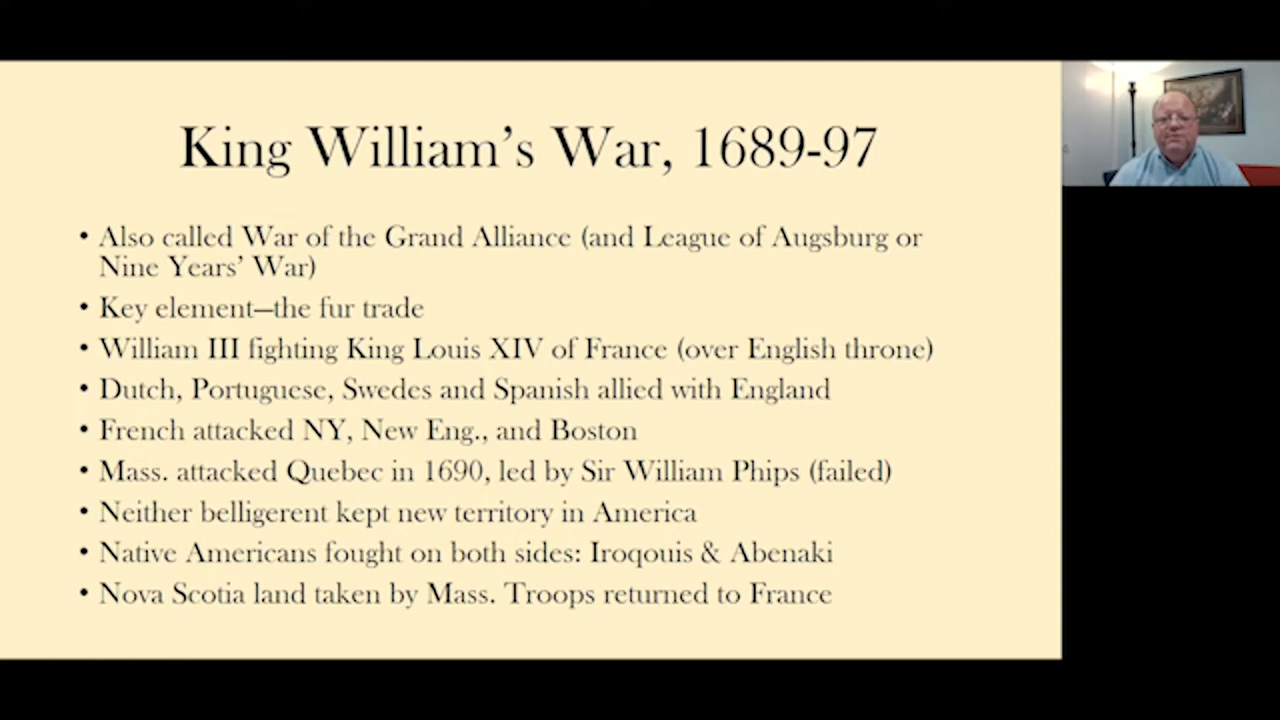 King William’s War, 1689-97
• Also called War of the Grand Alliance (and League of Augsburg or
Nine Years’ War)
• Key element—the fur trade
• William III fighting King Louis XIV of France (over English throne)
• Dutch, Portuguese, Swedes and Spanish allied with England
• French attacked NY, New Eng., and Boston
• Mass. attacked Quebec in 1690, led by Sir William Phips (failed)
• Neither belligerent kept new territory in America
• Native Americans fought on both sides: Iroqouis & Abenaki
• Nova Scotia land taken by Mass. Troops returned to France